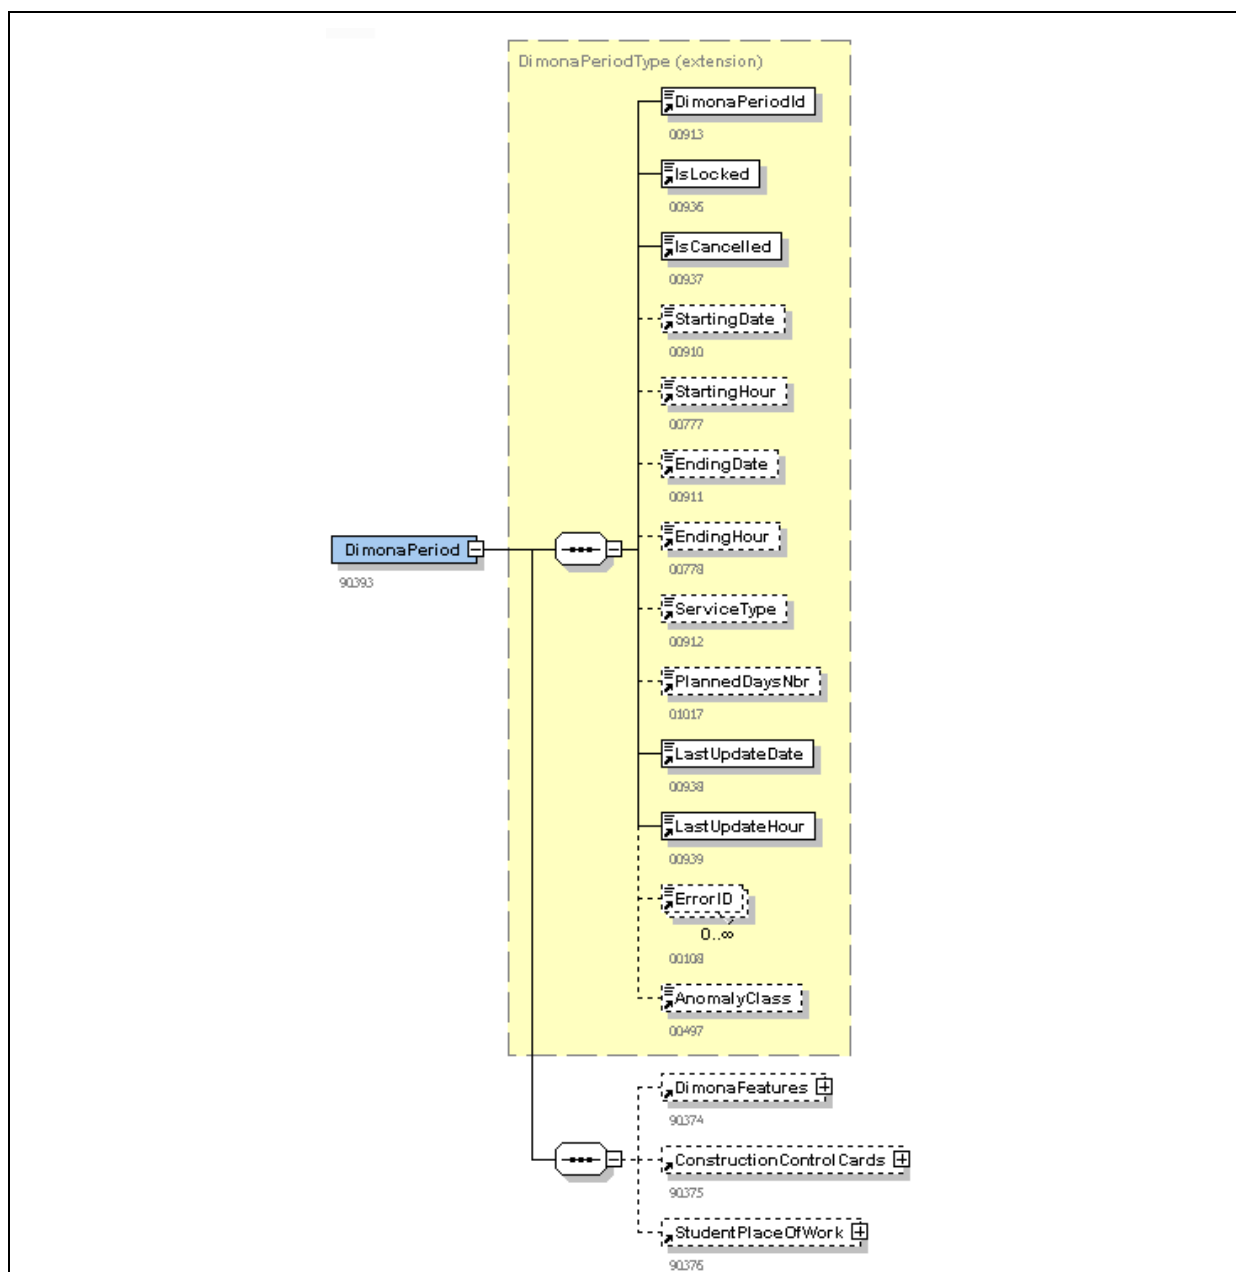 DimonaPeriodType (extension)
DimonaPeriodId
00913
IsLocked
00936
IsCancelled
00937
StartingDate
00910
StartingHour
00777
EndingDate
00911
EndingHour
00778
DimonaPeriod
90393
ServiceType
00912
PlannedDaysNbr
01017
LastUpdateDate
00938
LastUpdateHour
00939
ErrorID
0..∞
00108
AnomalyClass
00497
DimonaFeatures
90374
ConstructionControlCards
90375
StudentPlaceOfWork
90376